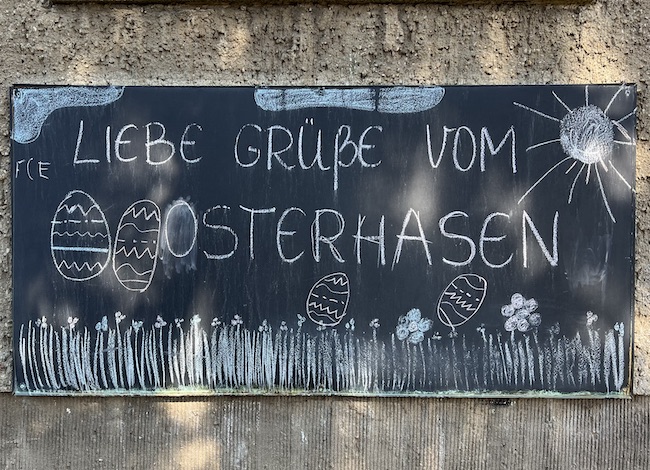 LIEBE GRÜßE VOM
FCE
OSTERHASEN